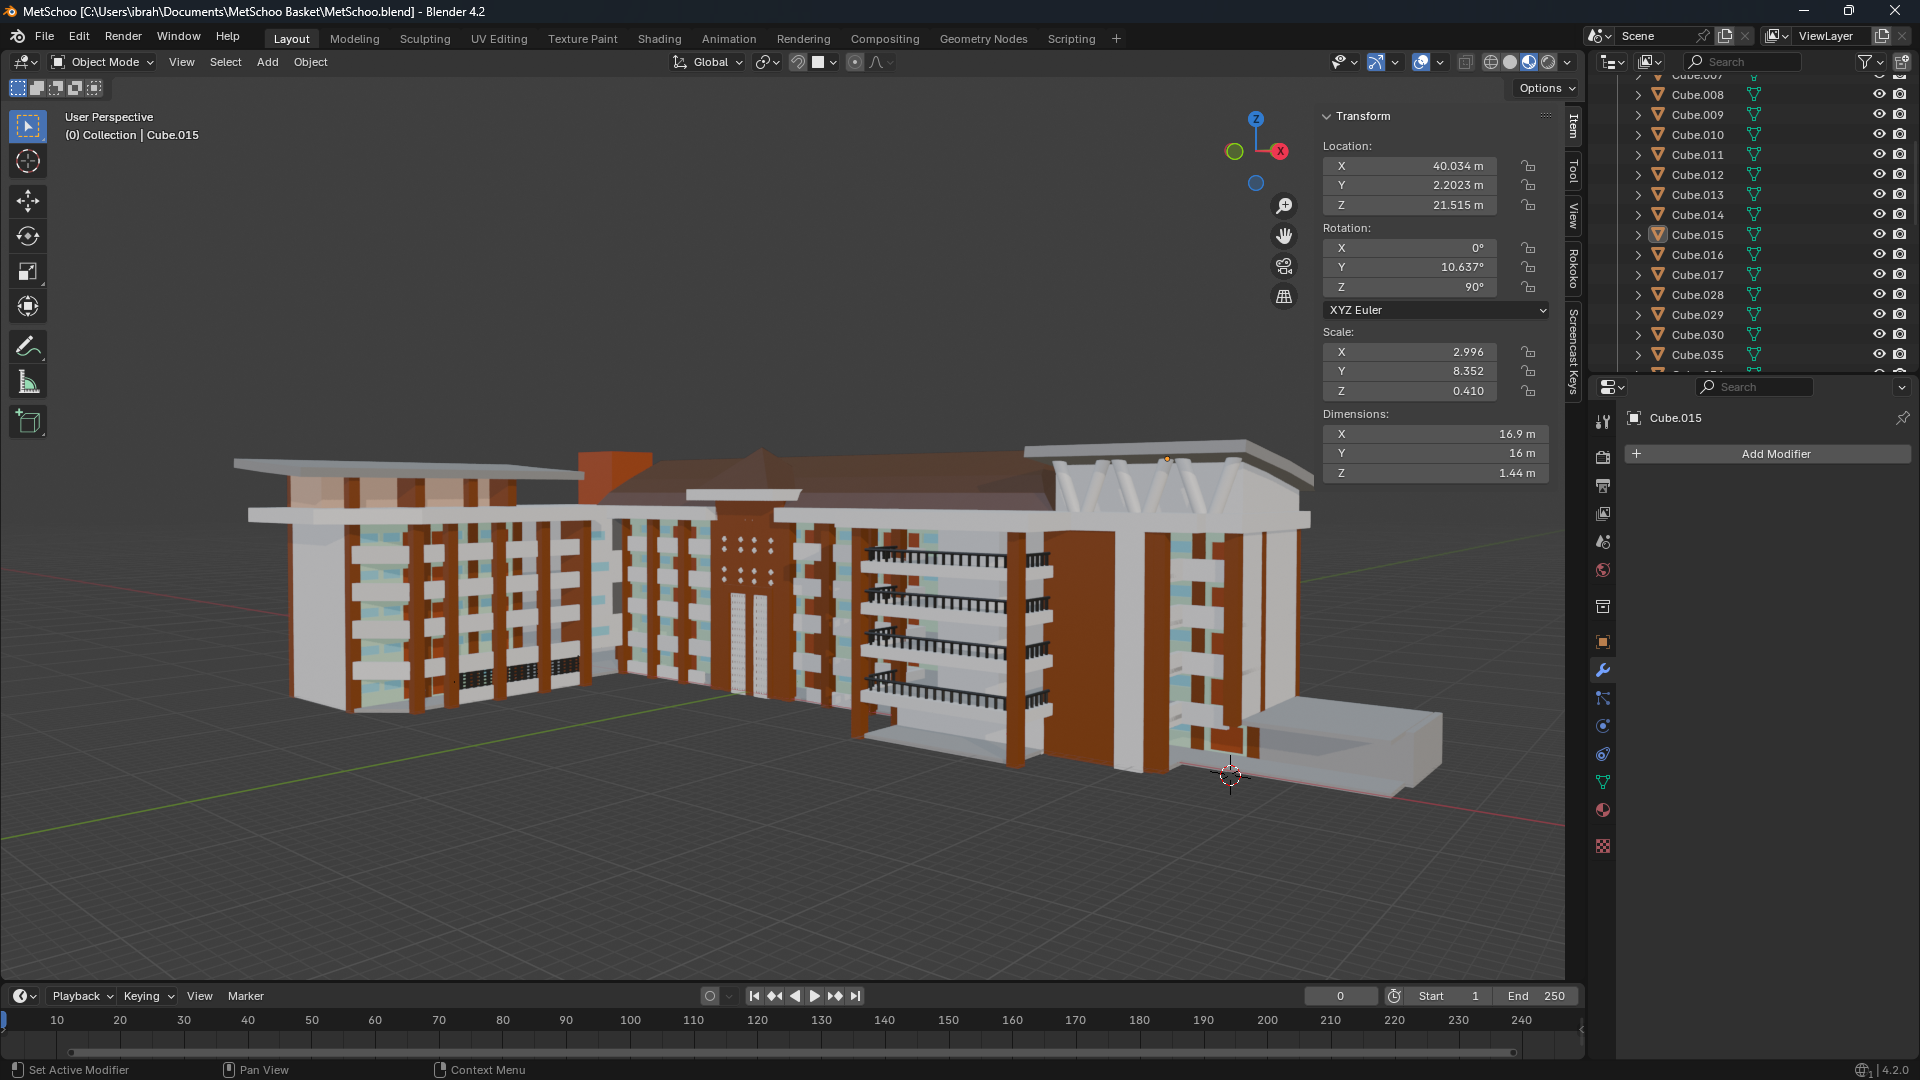 MetSchoo [C:\Users\ibrah\Documents\MetSchoo Basket\MetSchoo.blend] - Blender 4.2
File Edit Render Window Help
Layout Modeling Sculpting UV Editing Texture Paint Shading Animation Rendering Compositing Geometry Nodes Scripting +
Scene ViewLayer
Object Mode View Select Add Object
Global
Search
Options
User Perspective
(0) Collection | Cube.015
Z
X
Transform
Location:
X 40.034 m
Y 2.2023 m
Z 21.515 m
Rotation:
X 0°
Y 10.637°
Z 90°
XYZ Euler
Scale:
X 2.996
Y 8.352
Z 0.410
Dimensions:
X 16.9 m
Y 16 m
Z 1.44 m
Item
Tool
View
Rokoko
Screencast Keys
Cube.007
Cube.008
Cube.009
Cube.010
Cube.011
Cube.012
Cube.013
Cube.014
Cube.015
Cube.016
Cube.017
Cube.028
Cube.029
Cube.030
Cube.035
Search
Cube.015
+ Add Modifier
Playback Keying View Marker
0 Start 1 End 250
10 20 30 40 50 60 70 80 90 100 110 120 130 140 150 160 170 180 190 200 210 220 230 240
Set Active Modifier Pan View Context Menu
4.2.0